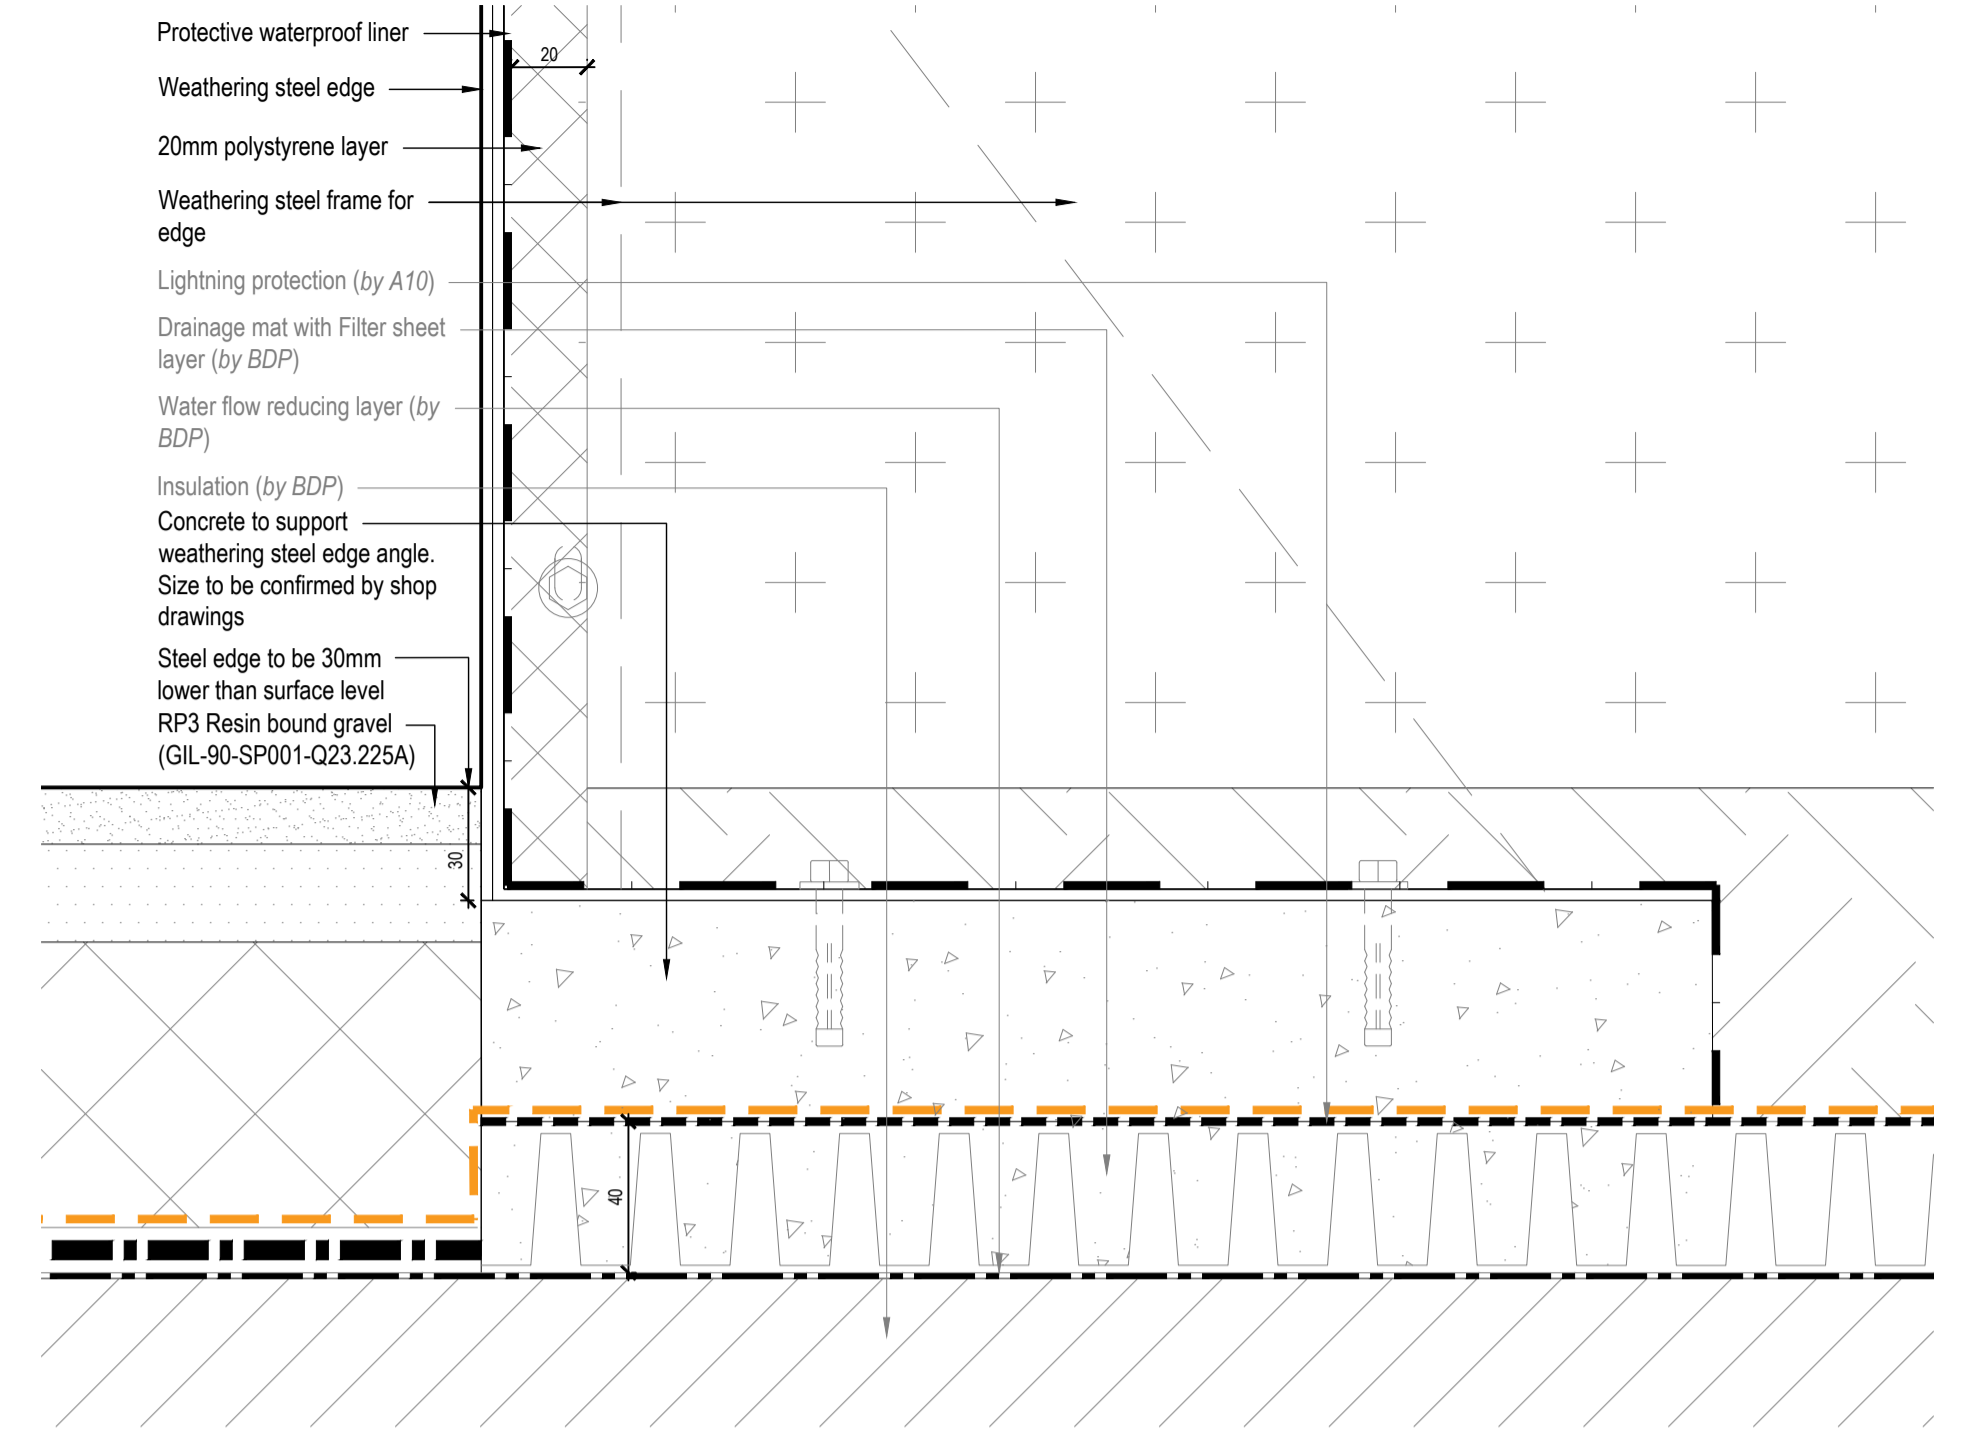 Protective waterproof liner
20
Weathering steel edge
20mm polystyrene layer
Weathering steel frame for
edge
Lightning protection (by A10)
Drainage mat with Filter sheet
layer (by BDP)
Water flow reducing layer (by
BDP)
Insulation (by BDP)
Concrete to support
weathering steel edge angle.
Size to be confirmed by shop
drawings
Steel edge to be 30mm
lower than surface level
RP3 Resin bound gravel
(GIL-90-SP001-Q23.225A)
30
40